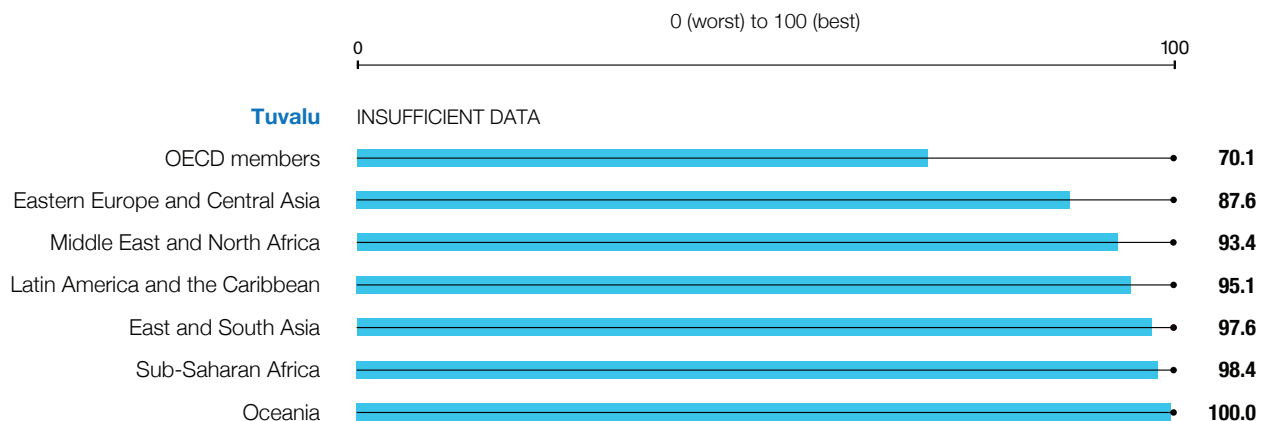 0 (worst) to 100 (best)
0 100
Tuvalu INSUFFICIENT DATA
OECD members 70.1
Eastern Europe and Central Asia 87.6
Middle East and North Africa 93.4
Latin America and the Caribbean 95.1
East and South Asia 97.6
Sub-Saharan Africa 98.4
Oceania 100.0